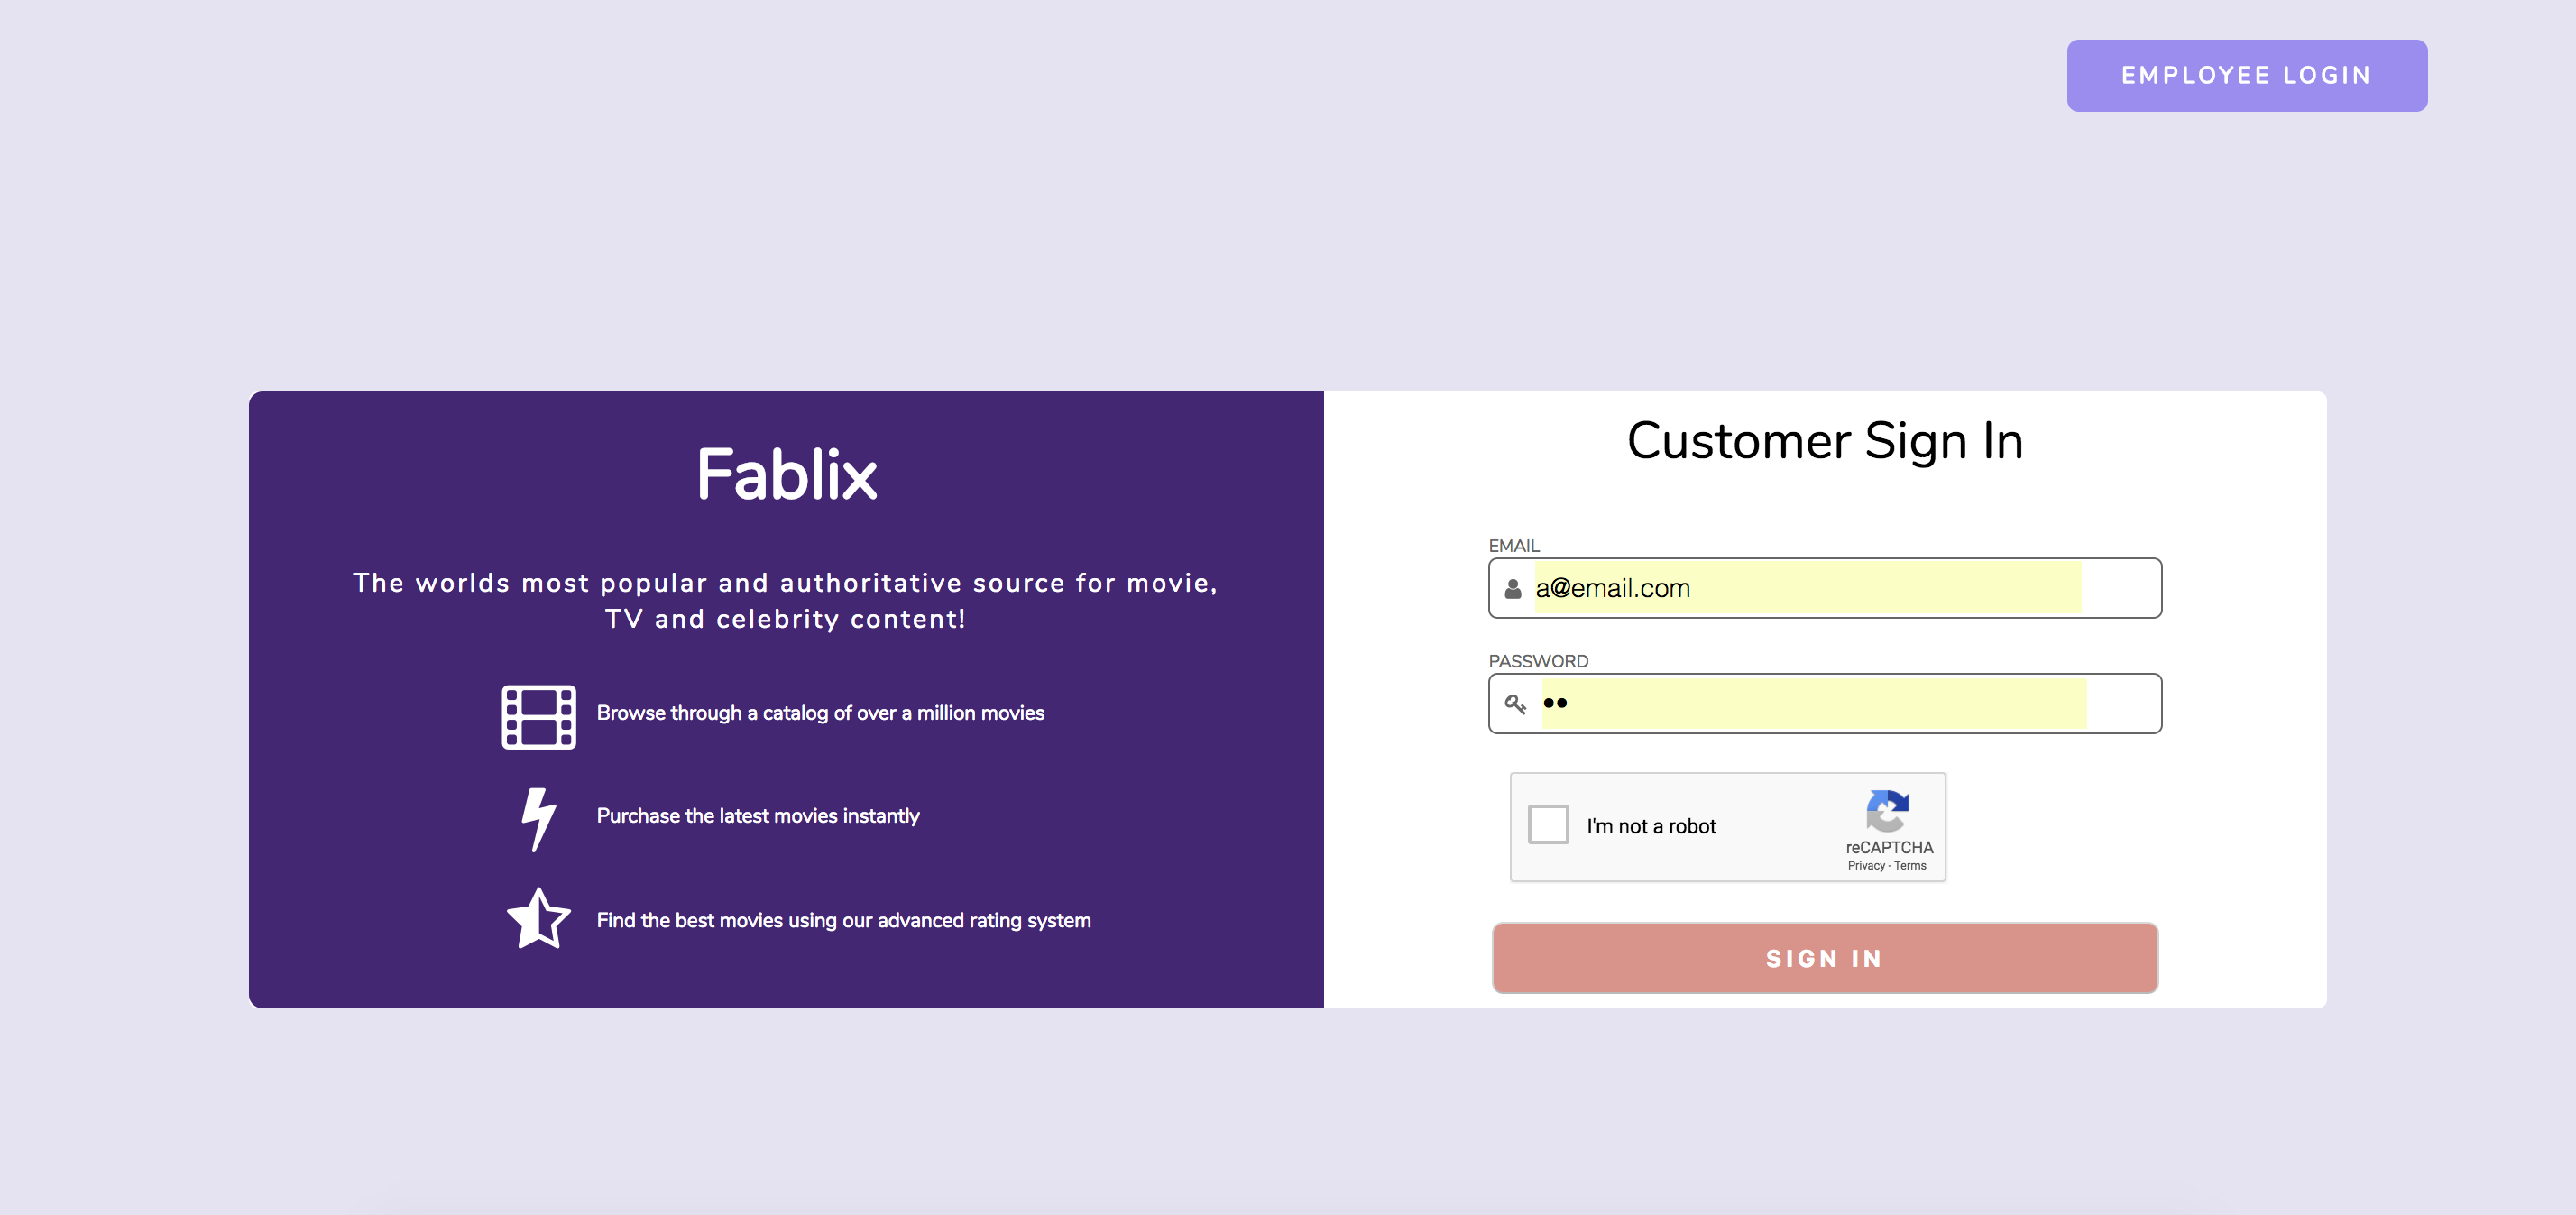 EMPLOYEE LOGIN
Fablix
The worlds most popular and authoritative source for movie,
TV and celebrity content!
Browse through a catalog of over a million movies
Purchase the latest movies instantly
Find the best movies using our advanced rating system
Customer Sign In
EMAIL
a@email.com
PASSWORD
••
I'm not a robot
reCAPTCHA
Privacy - Terms
SIGN IN